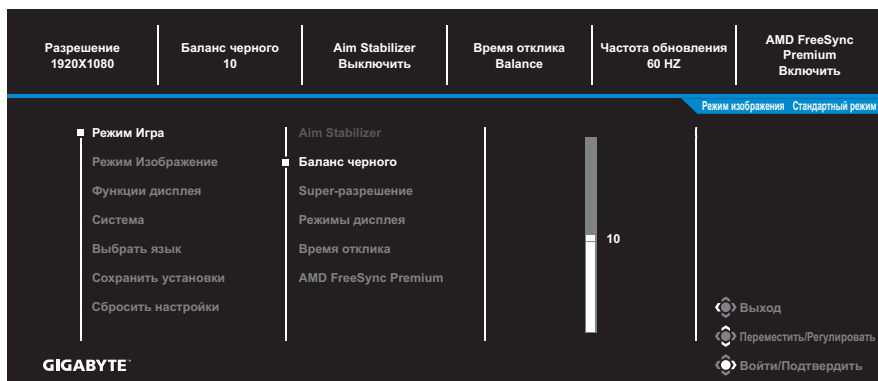 Разрешение
1920X1080
Баланс черного
10
Aim Stabilizer
Выключить
Время отклика
Balance
Частота обновления
60 HZ
AMD FreeSync
Premium
Включить
Режим изображения Стандартный режим
Режим Игра
Режим Изображение
Функции дисплея
Система
Выбрать язык
Сохранить установки
Сбросить настройки
Aim Stabilizer
Баланс черного
Super-разрешение
Режимы дисплея
Время отклика
AMD FreeSync Premium
10
Выход
Переместить/Регулировать
Войти/Подтвердить
GIGABYTE